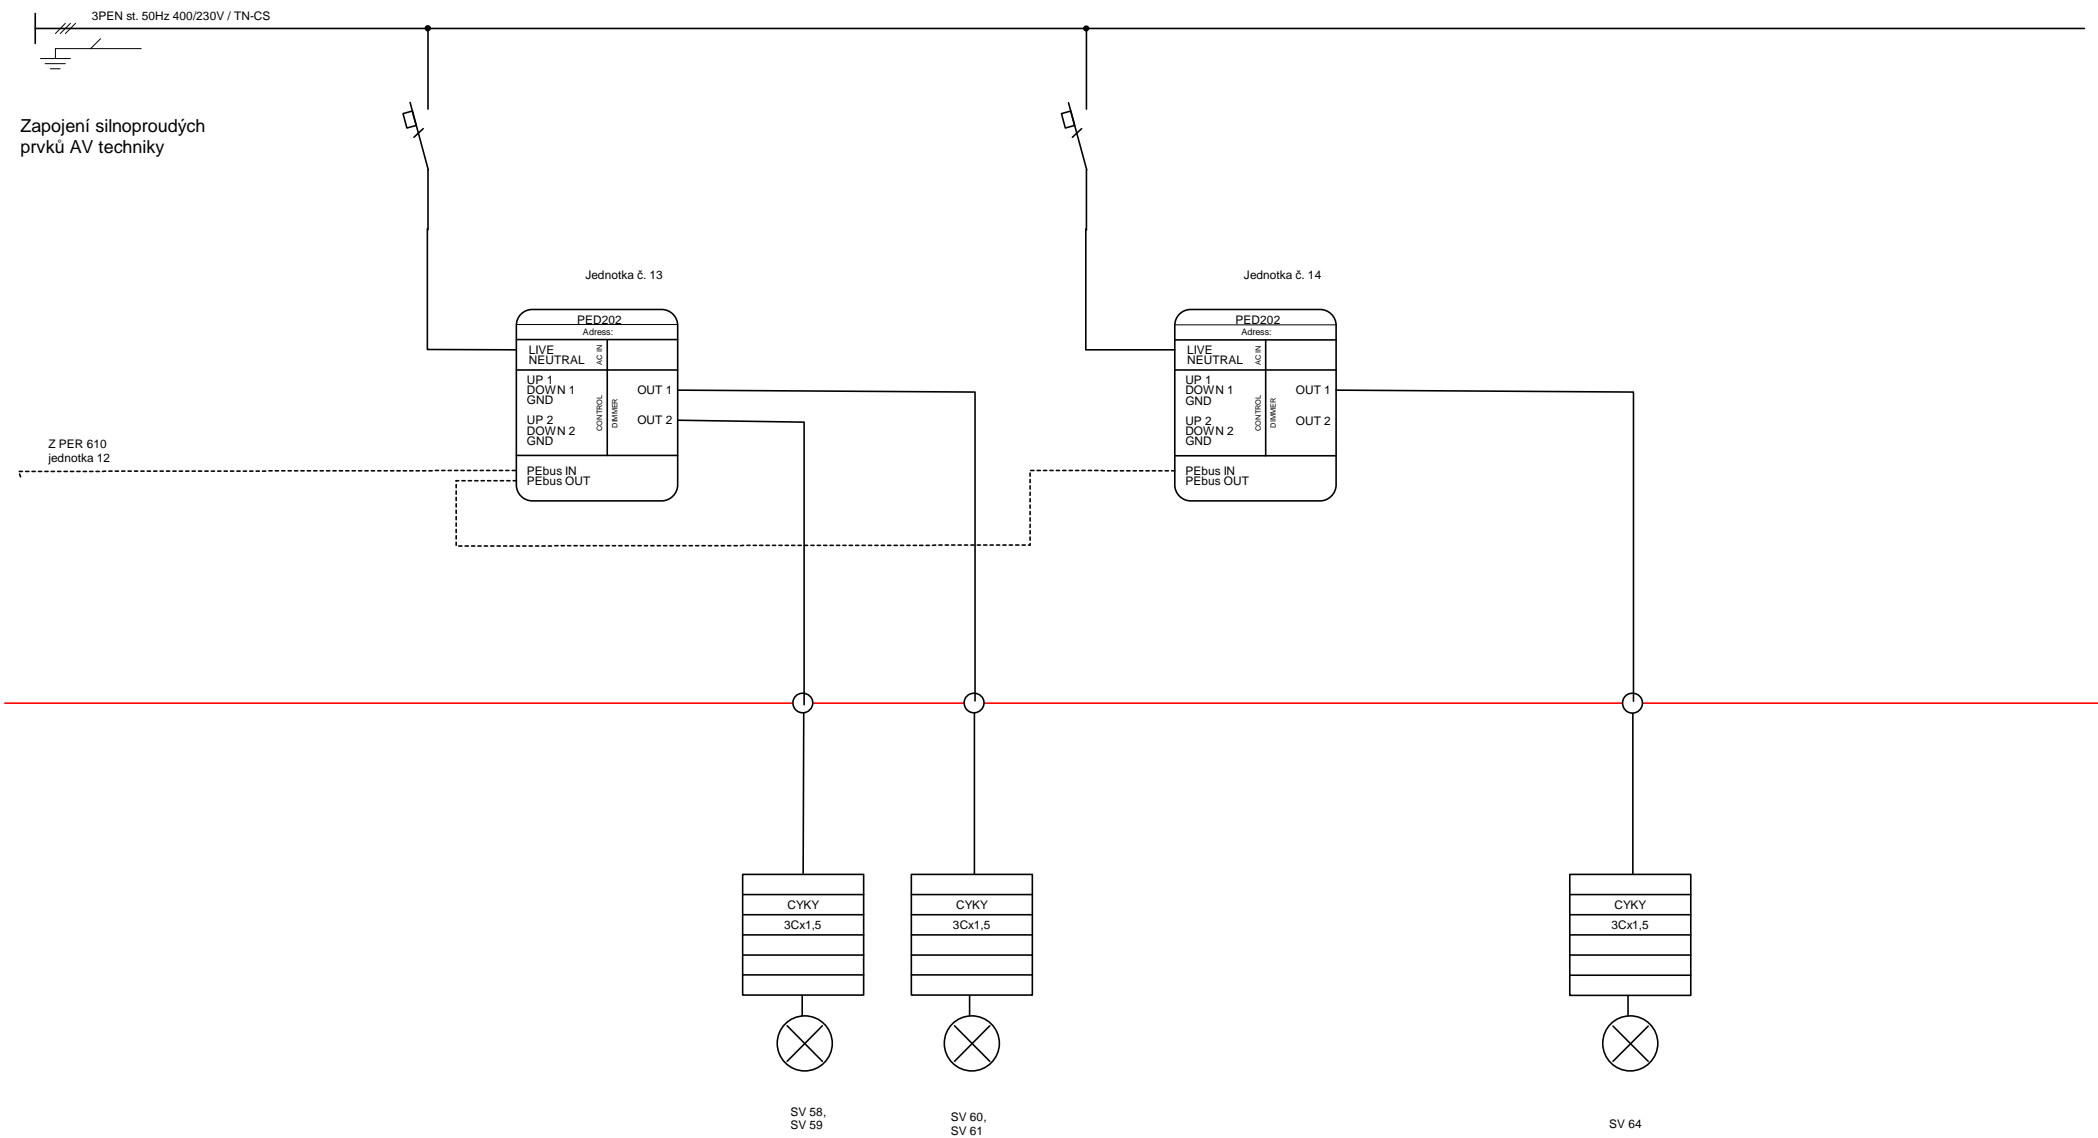 3PEN st. 50Hz 400/230V / TN-CS
Zapojení silnoproudých
prvků AV techniky
Jednotka č. 13
PED202
Adress:
LIVE
NEUTRAL
AC IN
UP 1
DOWN 1
GND
UP 2
DOWN 2
GND
CONTROL
DIMMER
OUT 1
OUT 2
PEbus IN
PEbus OUT
Jednotka č. 14
PED202
Adress:
LIVE
NEUTRAL
AC IN
UP 1
DOWN 1
GND
UP 2
DOWN 2
GND
CONTROL
DIMMER
OUT 1
OUT 2
PEbus IN
PEbus OUT
Z PER 610
jednotka 12
CYKY
3Cx1,5
SV 58,
SV 59
CYKY
3Cx1,5
SV 60,
SV 61
CYKY
3Cx1,5
SV 64